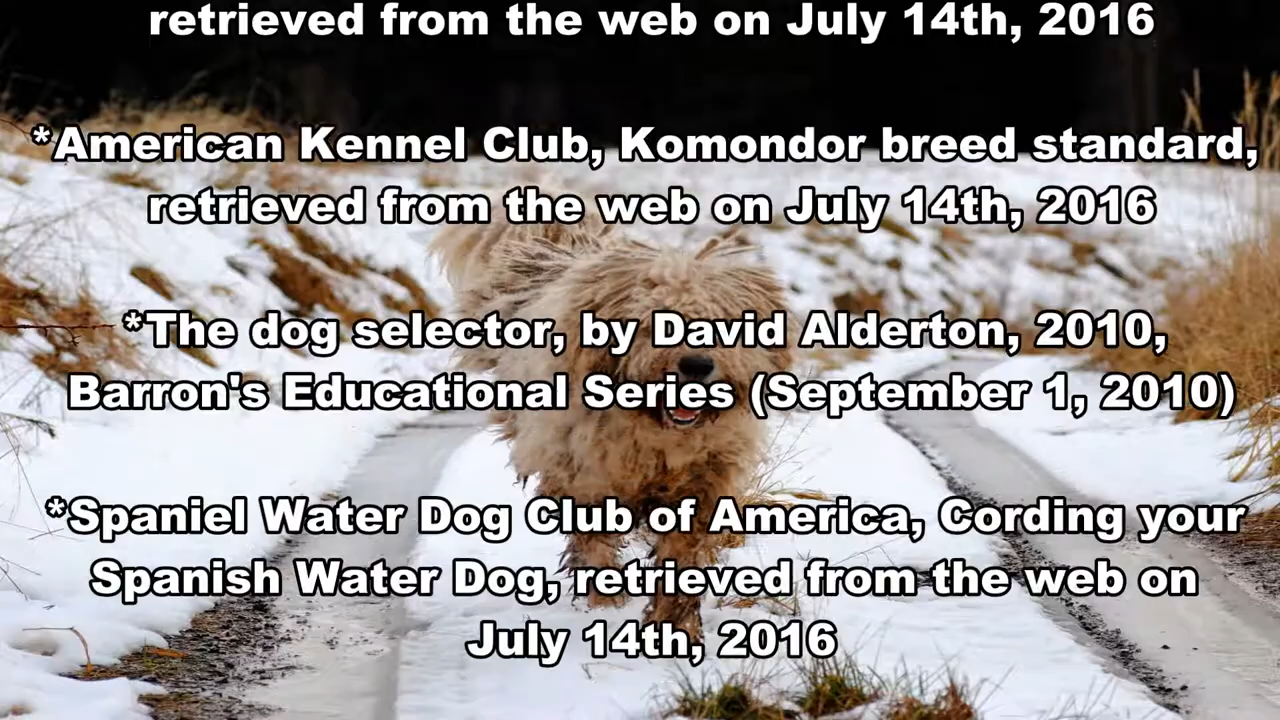 retrieved from the web on July 14th, 2016
*American Kennel Club, Komondor breed standard,
retrieved from the web on July 14th, 2016
*The dog selector, by David Alderton, 2010,
Barron's Educational Series (September 1, 2010)
*Spaniel Water Dog Club of America, Cording your
Spanish Water Dog, retrieved from the web on
July 14th, 2016